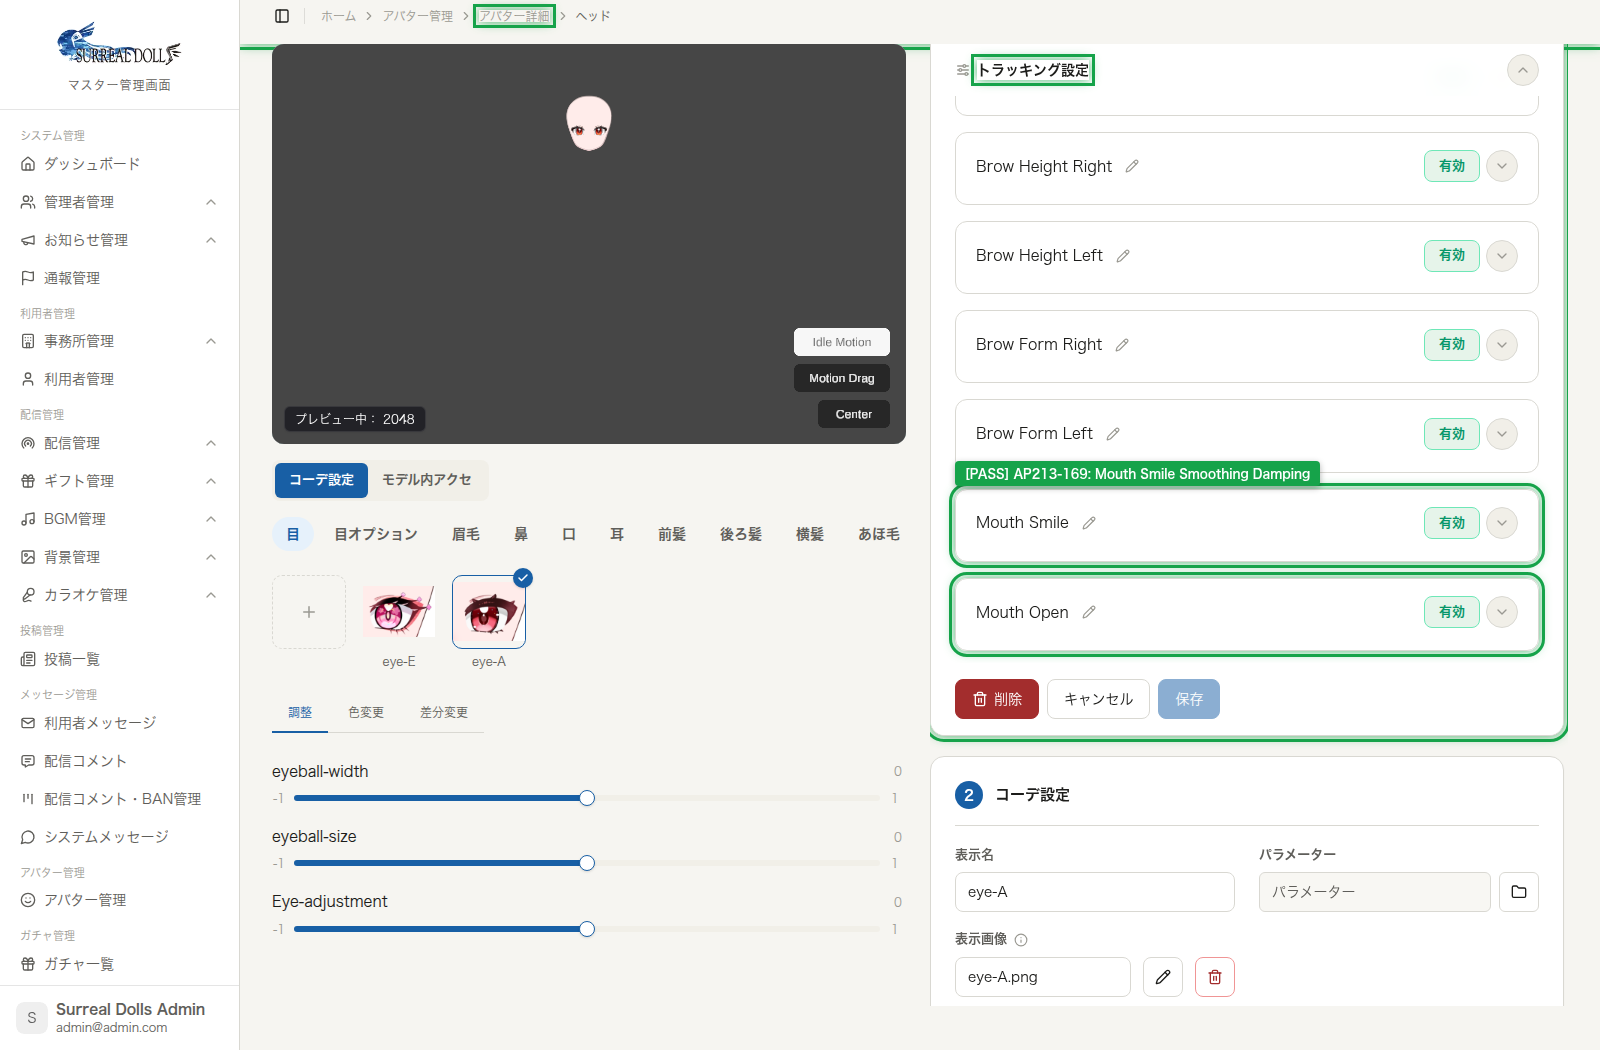 SURREAL DOLL
マスター管理画面
システム管理
ダッシュボード
管理者管理
お知らせ管理
通報管理
利用者管理
事務所管理
利用者管理
配信管理
配信管理
ギフト管理
BGM管理
背景管理
カラオケ管理
投稿管理
投稿一覧
メッセージ管理
利用者メッセージ
配信コメント
配信コメント・BAN管理
システムメッセージ
アバター管理
アバター管理
ガチャ管理
ガチャ一覧
S
Surreal Dolls Admin
admin@admin.com
ホーム > アバター管理 > アバター詳細 > ヘッド
Idle Motion
Motion Drag
Center
プレビュー中： 2048
コーデ設定
モデル内アクセ
目 目オプション 眉毛 鼻 口 耳 前髪 後ろ髪 横髪 あほ毛
eye-E
eye-A
調整 色変更 差分変更
eyeball-width 0
-1 1
eyeball-size 0
-1 1
Eye-adjustment 0
-1 1
トラッキング設定
Brow Height Right 有効
Brow Height Left 有効
Brow Form Right 有効
Brow Form Left 有効
[PASS] AP213-169: Mouth Smile Smoothing Damping
Mouth Smile 有効
Mouth Open 有効
削除 キャンセル 保存
2 コーデ設定
表示名 パラメーター
eye-A パラメーター
表示画像
eye-A.png